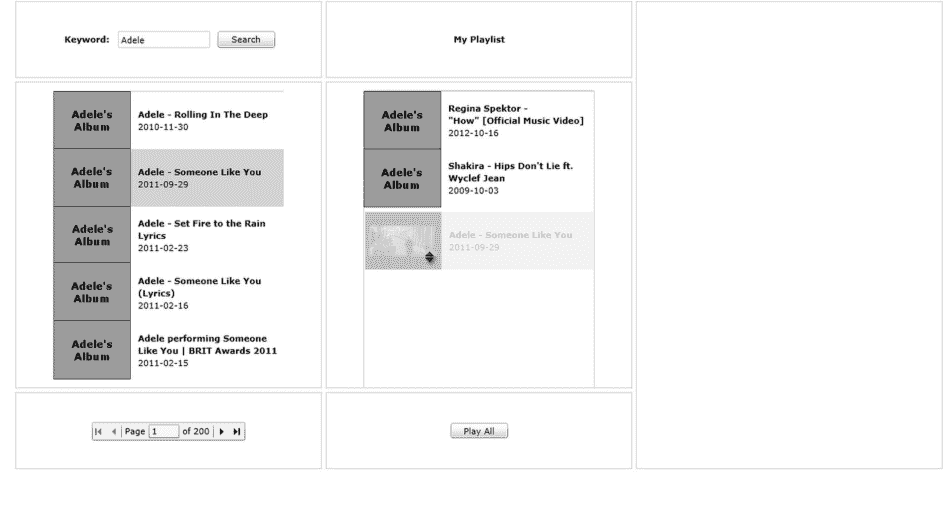 Keyword: Adele Search
My Playlist
Adele's
Album
Adele - Rolling In The Deep
2010-11-30
Adele's
Album
Adele - Someone Like You
2011-09-29
Adele's
Album
Adele - Set Fire to the Rain
Lyrics
2011-02-23
Adele's
Album
Adele - Someone Like You
(Lyrics)
2011-02-16
Adele's
Album
Adele performing Someone
Like You | BRIT Awards 2011
2011-02-15
Adele's
Album
Regina Spektor -
"How" [Official Music Video]
2012-10-16
Adele's
Album
Shakira - Hips Don't Lie ft.
Wyclef Jean
2009-10-03
Adele - Someone Like You
2011-09-29
Page 1 of 200
Play All